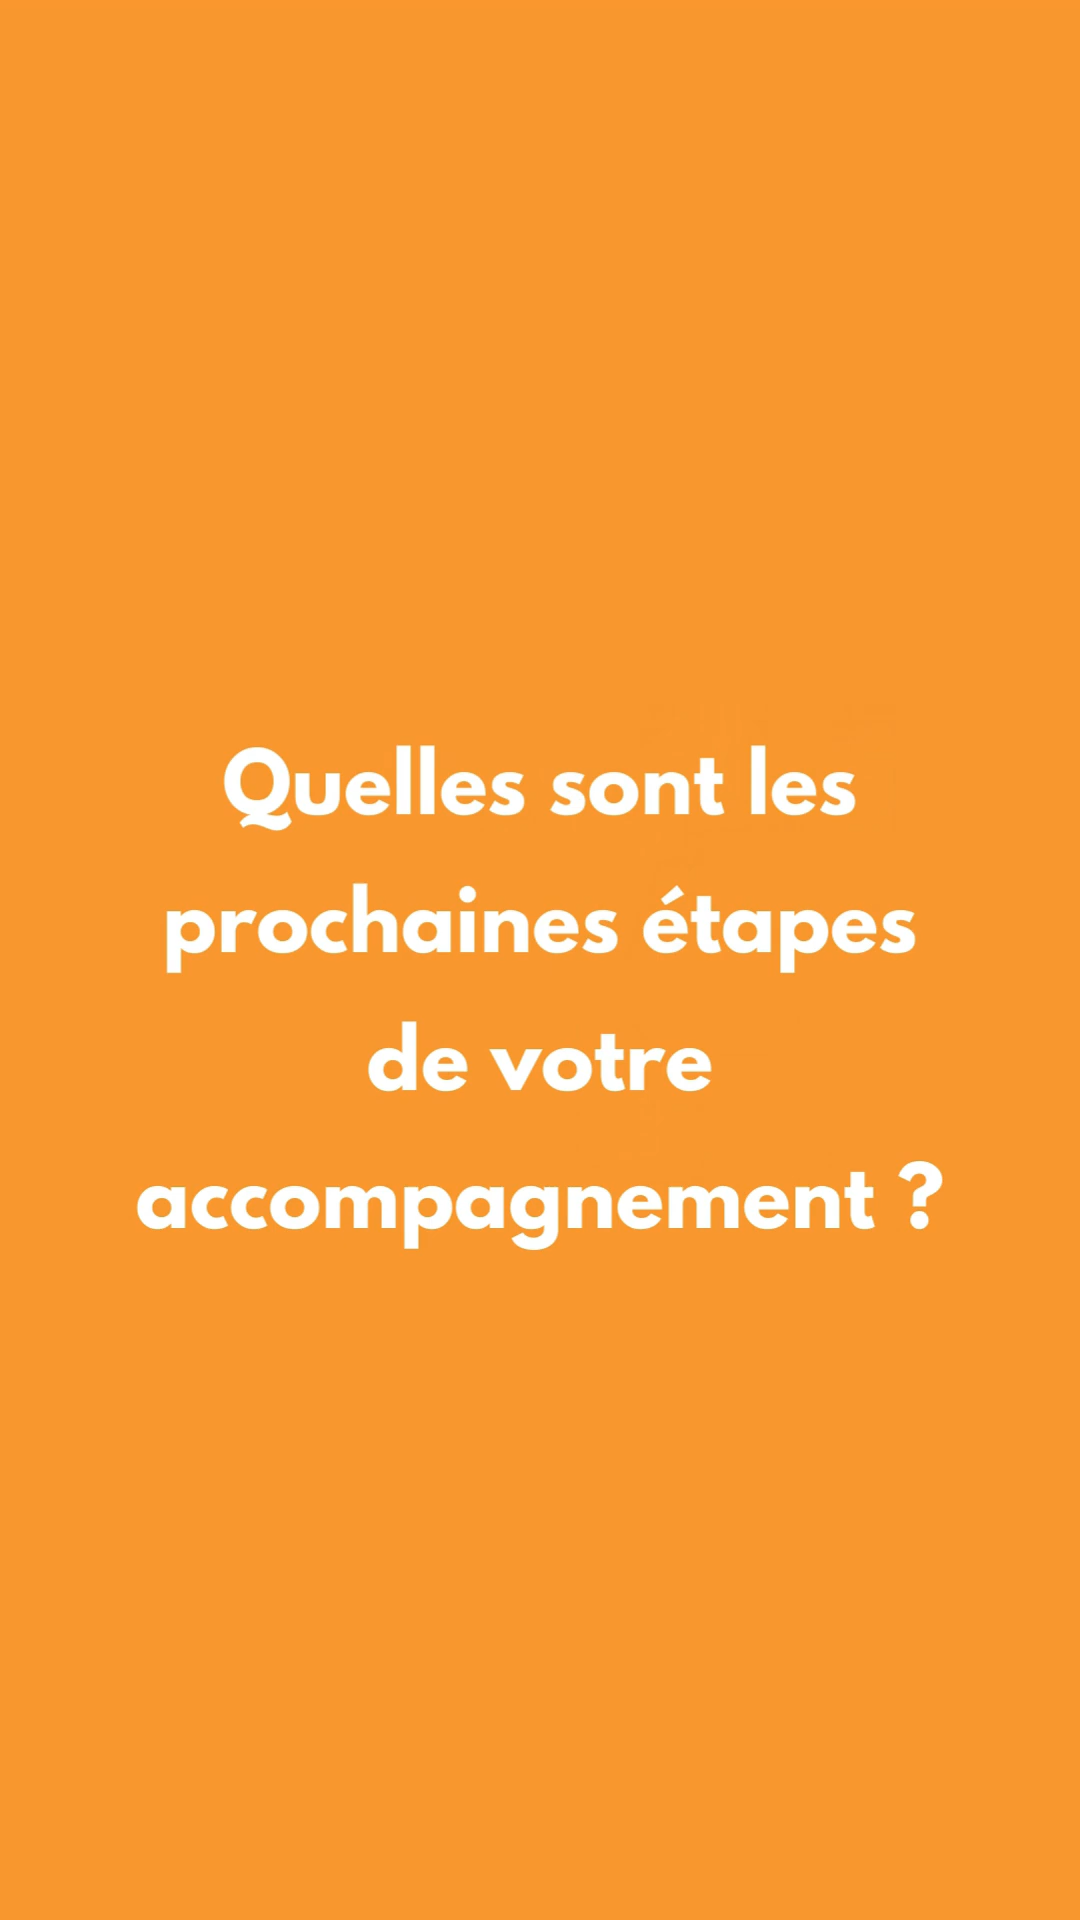 Quelles sont les
prochaines étapes
de votre
accompagnement ?